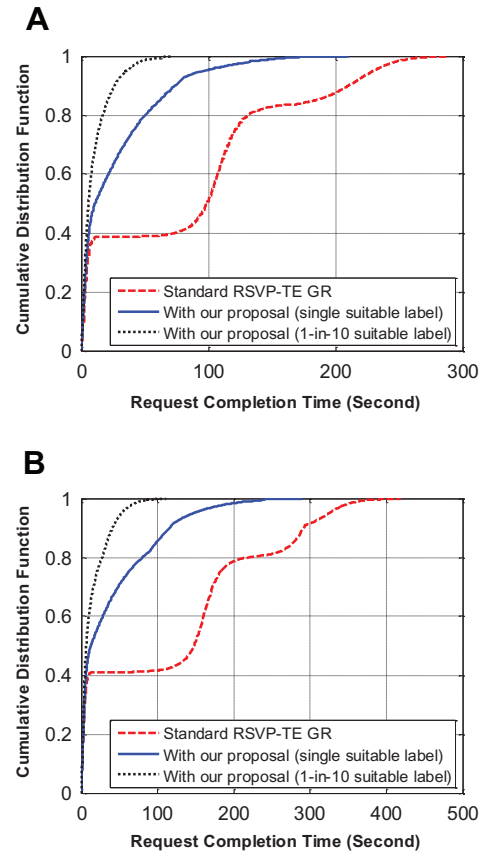 A
1
0.8
0.6
0.4
0.2
0
Cumulative Distribution Function
Standard RSVP-TE GR
With our proposal (single suitable label)
With our proposal (1-in-10 suitable label)
0 100 200 300
Request Completion Time (Second)
B
1
0.8
0.6
0.4
0.2
0
Cumulative Distribution Function
Standard RSVP-TE GR
With our proposal (single suitable label)
With our proposal (1-in-10 suitable label)
0 100 200 300 400 500
Request Completion Time (Second)